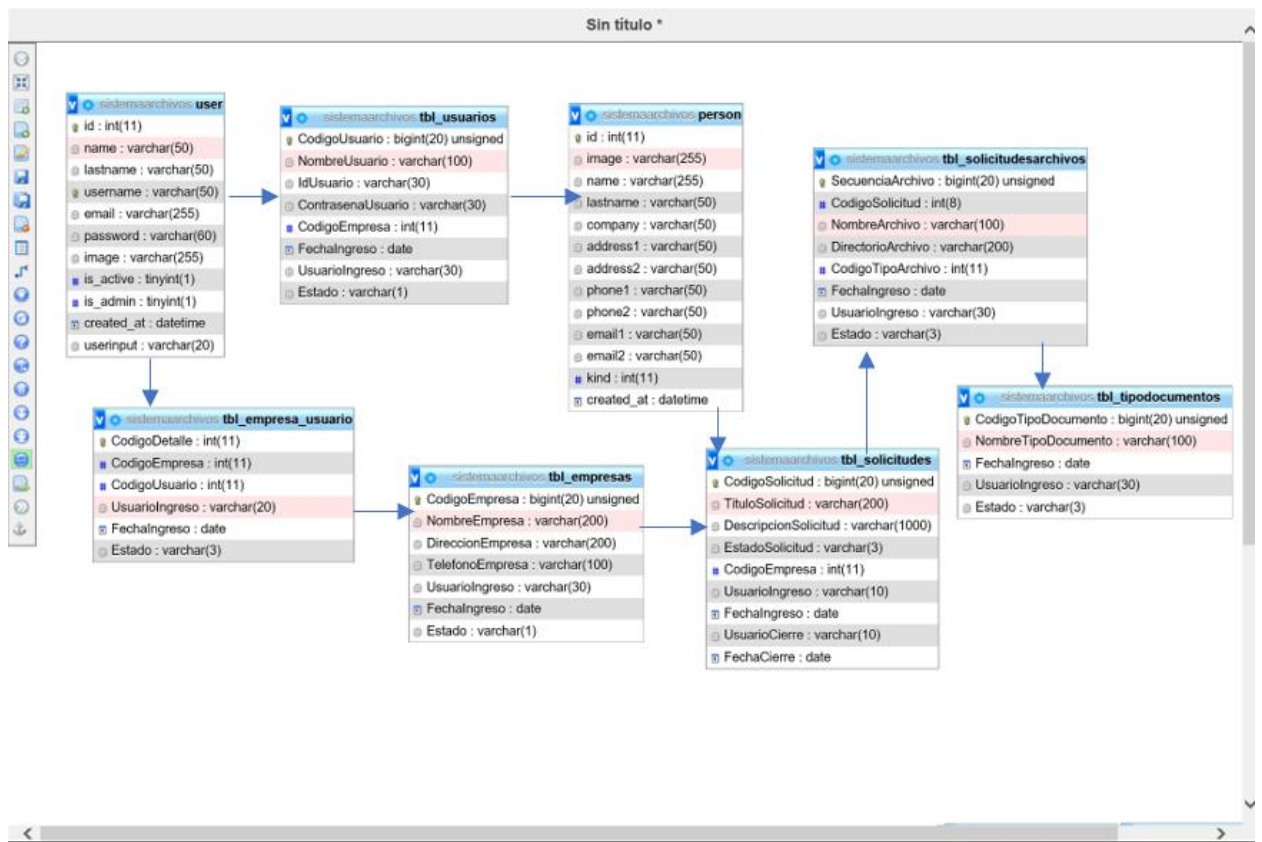 Sin título *
sistemaarchivos user
id : int(11)
name : varchar(50)
lastname : varchar(50)
username : varchar(50)
email : varchar(255)
password : varchar(60)
image : varchar(255)
is_active : tinyint(1)
is_admin : tinyint(1)
created_at : datetime
userinput : varchar(20)
sistemaarchivos tbl_usuarios
CodigoUsuario : bigint(20) unsigned
NombreUsuario : varchar(100)
IdUsuario : varchar(30)
ContrasenaUsuario : varchar(30)
CodigoEmpresa : int(11)
FechaIngreso : date
UsuarioIngreso : varchar(30)
Estado : varchar(1)
sistemaarchivos person
id : int(11)
image : varchar(255)
name : varchar(255)
lastname : varchar(50)
company : varchar(50)
address1 : varchar(50)
address2 : varchar(50)
phone1 : varchar(50)
phone2 : varchar(50)
email1 : varchar(50)
email2 : varchar(50)
kind : int(11)
created_at : datetime
sistemaarchivos tbl_solicitudesarchivos
SecuenciaArchivo : bigint(20) unsigned
CodigoSolicitud : int(8)
NombreArchivo : varchar(100)
DirectorioArchivo : varchar(200)
CodigoTipoArchivo : int(11)
FechaIngreso : date
UsuarioIngreso : varchar(30)
Estado : varchar(3)
sistemaarchivos tbl_tipodocumentos
CodigoTipoDocumento : bigint(20) unsigned
NombreTipoDocumento : varchar(100)
FechaIngreso : date
UsuarioIngreso : varchar(30)
Estado : varchar(3)
sistemaarchivos tbl_empresa_usuario
CodigoDetalle : int(11)
CodigoEmpresa : int(11)
CodigoUsuario : int(11)
UsuarioIngreso : varchar(20)
FechaIngreso : date
Estado : varchar(3)
sistemaarchivos tbl_empresas
CodigoEmpresa : bigint(20) unsigned
NombreEmpresa : varchar(200)
DireccionEmpresa : varchar(200)
TelefonoEmpresa : varchar(100)
UsuarioIngreso : varchar(30)
FechaIngreso : date
Estado : varchar(1)
sistemaarchivos tbl_solicitudes
CodigoSolicitud : bigint(20) unsigned
TituloSolicitud : varchar(200)
DescripcionSolicitud : varchar(1000)
EstadoSolicitud : varchar(3)
CodigoEmpresa : int(11)
UsuarioIngreso : varchar(10)
FechaIngreso : date
UsuarioCierre : varchar(10)
FechaCierre : date